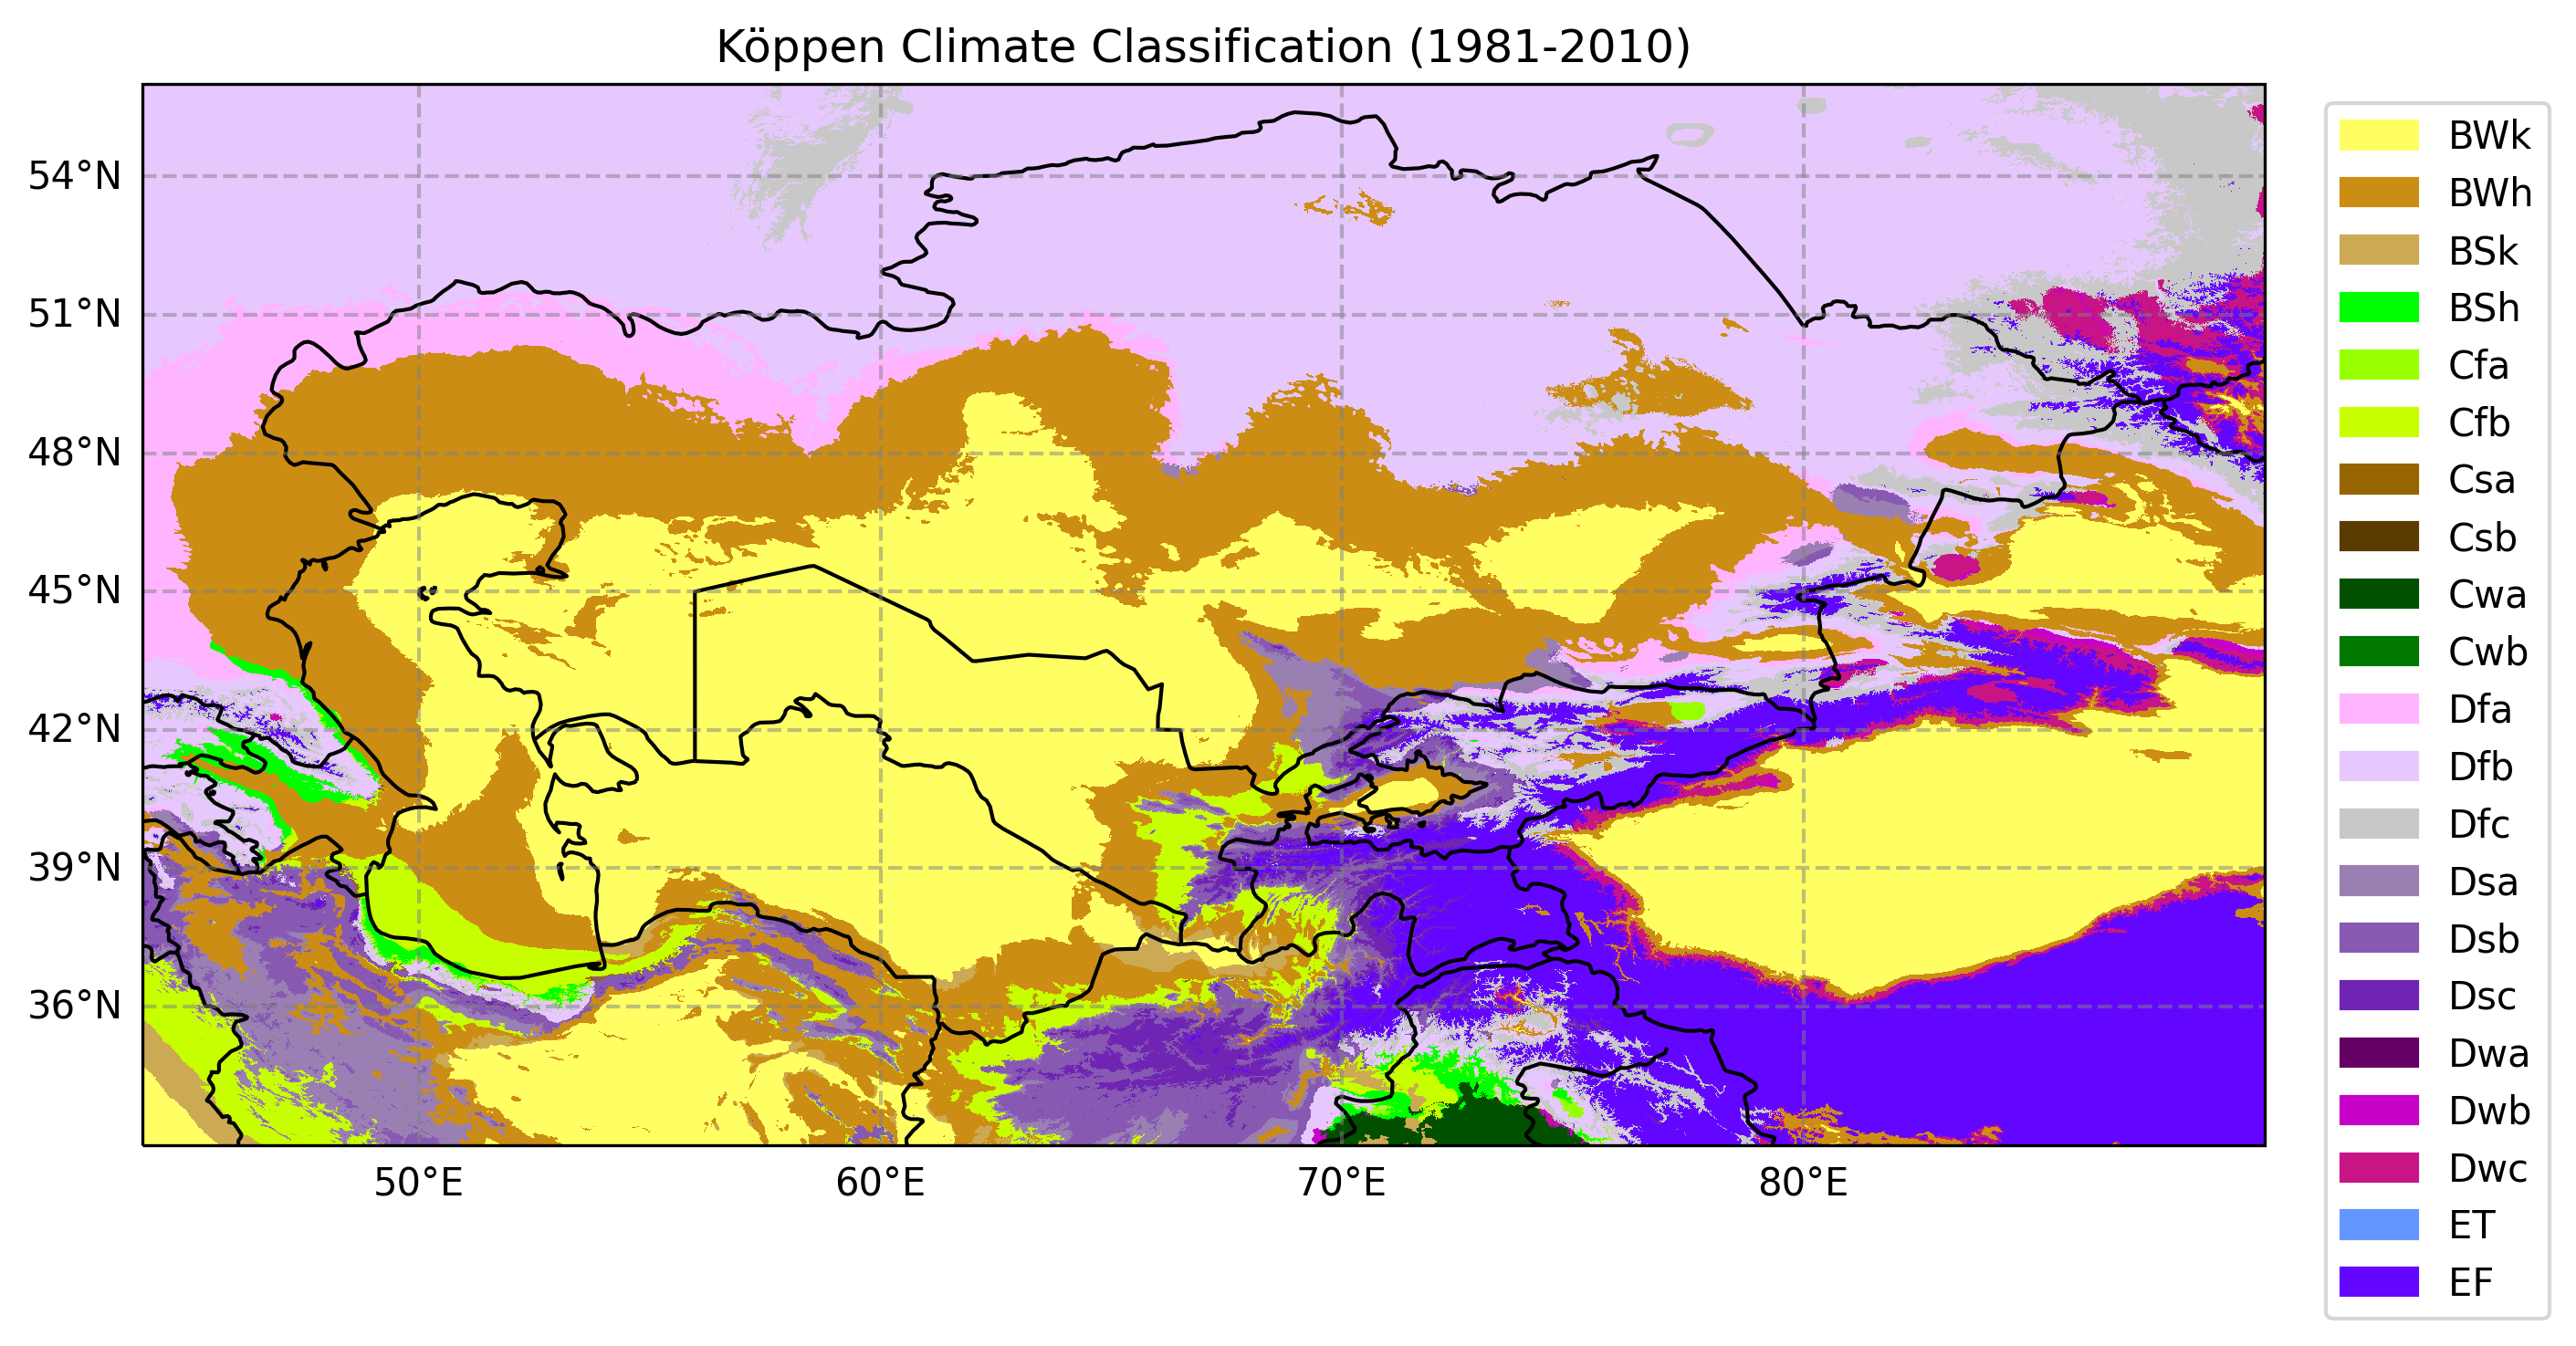 Köppen Climate Classification (1981-2010)
54°N
51°N
48°N
45°N
42°N
39°N
36°N
50°E
60°E
70°E
80°E
BWk
BWh
BSk
BSh
Cfa
Cfb
Csa
Csb
Cwa
Cwb
Dfa
Dfb
Dfc
Dsa
Dsb
Dsc
Dwa
Dwb
Dwc
ET
EF